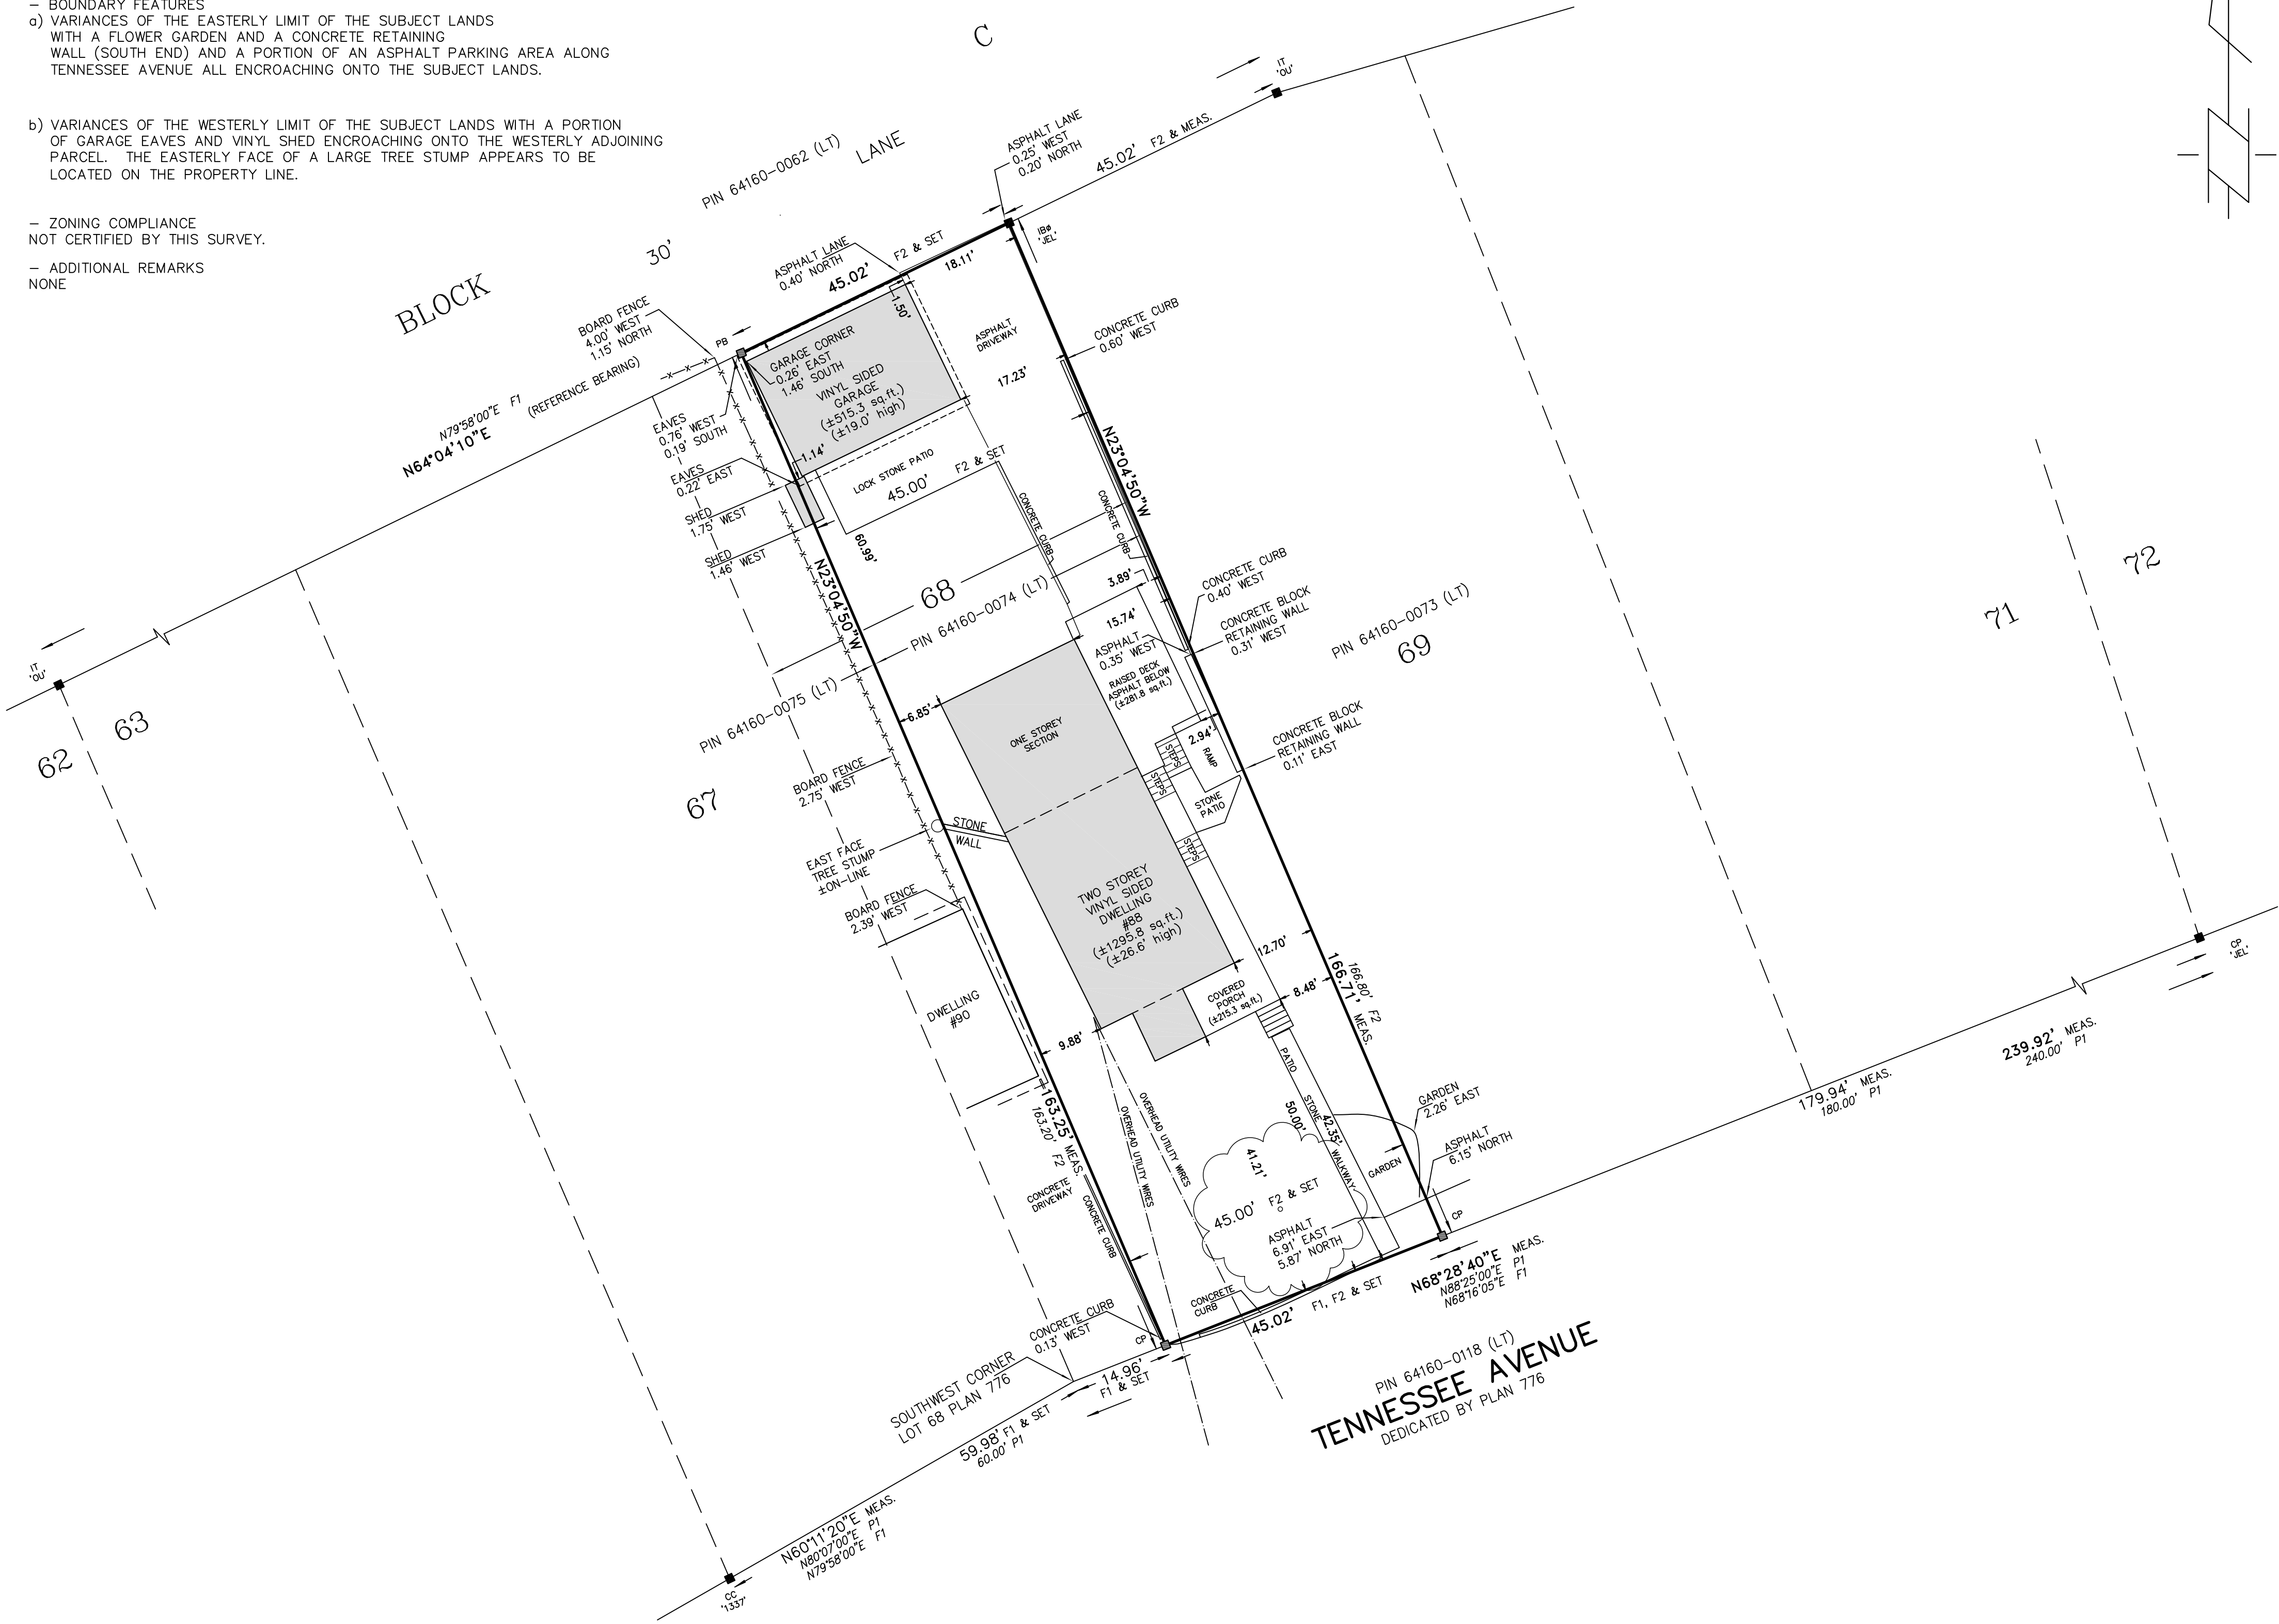 – BOUNDARY FEATURES
a) VARIANCES OF THE EASTERLY LIMIT OF THE SUBJECT LANDS
WITH A FLOWER GARDEN AND A CONCRETE RETAINING
WALL (SOUTH END) AND A PORTION OF AN ASPHALT PARKING AREA ALONG
TENNESSEE AVENUE ALL ENCROACHING ONTO THE SUBJECT LANDS.
b) VARIANCES OF THE WESTERLY LIMIT OF THE SUBJECT LANDS WITH A PORTION
OF GARAGE EAVES AND VINYL SHED ENCROACHING ONTO THE WESTERLY ADJOINING
PARCEL. THE EASTERLY FACE OF A LARGE TREE STUMP APPEARS TO BE
LOCATED ON THE PROPERTY LINE.
– ZONING COMPLIANCE
NOT CERTIFIED BY THIS SURVEY.
– ADDITIONAL REMARKS
NONE
BLOCK
30'
PIN 64160-0062 (LT)
LANE
C
IT
'OU'
45.02' F2 & MEAS.
ASPHALT LANE
0.25' WEST
0.20' NORTH
IBø
'JEL'
F2 & SET
18.11'
ASPHALT LANE
0.40' NORTH
45.02'
BOARD FENCE
4.00' WEST
1.15' NORTH
PB
N79°58'00"E F1
(REFERENCE BEARING)
N64°04'10"E
1.50'
GARAGE CORNER
0.26' EAST
1.46' SOUTH
VINYL SIDED
GARAGE
(±515.3 sq.ft.)
(±19.0' high)
ASPHALT
DRIVEWAY
17.23'
CONCRETE CURB
0.60' WEST
EAVES
0.76' WEST
0.19' SOUTH
EAVES
0.22' EAST
1.14'
LOCK STONE PATIO
45.00' F2 & SET
SHED
1.75' WEST
SHED
1.46' WEST
60.99'
N23°04'50"W
N23°04'50"W
CONCRETE CURB
CONCRETE CURB
68
PIN 64160-0074 (LT)
3.89'
15.74'
CONCRETE CURB
0.40' WEST
CONCRETE BLOCK
RETAINING WALL
0.31' WEST
ASPHALT
0.35' WEST
RAISED DECK
ASPHALT BELOW
(±281.8 sq.ft.)
PIN 64160-0073 (LT)
69
71
72
IT
'OU'
62
63
PIN 64160-0075 (LT)
67
6.85'
ONE STOREY
SECTION
2.94'
RAMP
STEPS
STEPS
STEPS
STONE
PATIO
CONCRETE BLOCK
RETAINING WALL
0.11' EAST
BOARD FENCE
2.75' WEST
STONE
WALL
EAST FACE
TREE STUMP
±ON-LINE
BOARD FENCE
2.39' WEST
TWO STOREY
VINYL SIDED
DWELLING
#88
(±1295.8 sq.ft.)
(±26.6' high)
DWELLING
#90
12.70'
8.48'
COVERED
PORCH
(±215.3 sq.ft.)
9.88'
166.71' MEAS.
166.80' F2
163.25' MEAS.
163.20' F2
CP
'JEL'
239.92' MEAS.
240.00' P1
179.94' MEAS.
180.00' P1
PATIO
STONE WALKWAY
50.00'
42.35'
41.21'
OVERHEAD UTILITY WIRES
OVERHEAD UTILITY WIRES
GARDEN
GARDEN
2.26' EAST
ASPHALT
6.15' NORTH
45.00' F2 & SET
ASPHALT
6.91' EAST
5.87' NORTH
CP
CONCRETE
DRIVEWAY
CONCRETE CURB
CONCRETE
CURB
45.02' F1, F2 & SET
N68°28'40"E MEAS.
N88°25'00"E P1
N68°16'05"E F1
CONCRETE CURB
0.13' WEST
CP
SOUTHWEST CORNER
LOT 68 PLAN 776
14.96'
F1 & SET
59.98' F1 & SET
60.00' P1
PIN 64160-0118 (LT)
TENNESSEE AVENUE
DEDICATED BY PLAN 776
N60°11'20"E MEAS.
N80°07'00"E P1
N79°58'00"E F1
CC
'1337'